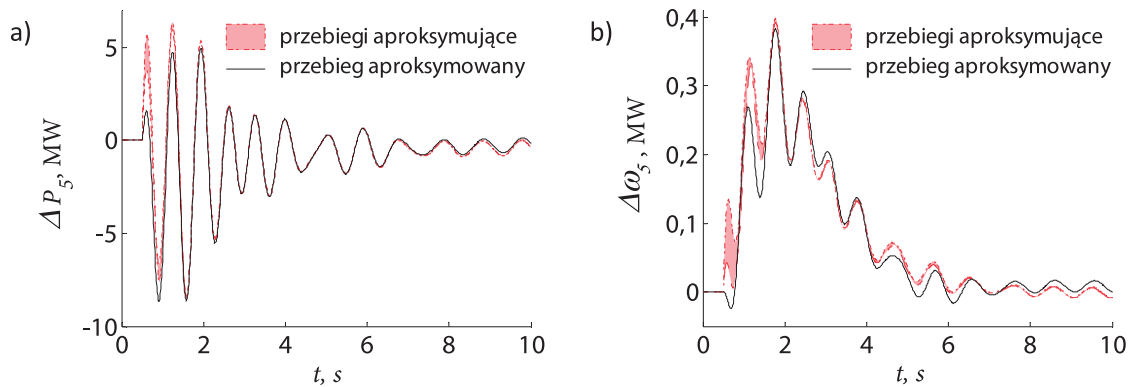 a)
przebiegi aproksymujące
przebieg aproksymowany
ΔP5, MW
5
0
-5
-10
0 2 4 6 8 10
t, s
b)
przebiegi aproksymujące
przebieg aproksymowany
Δω5, MW
0,4
0,3
0,2
0,1
0
0 2 4 6 8 10
t, s